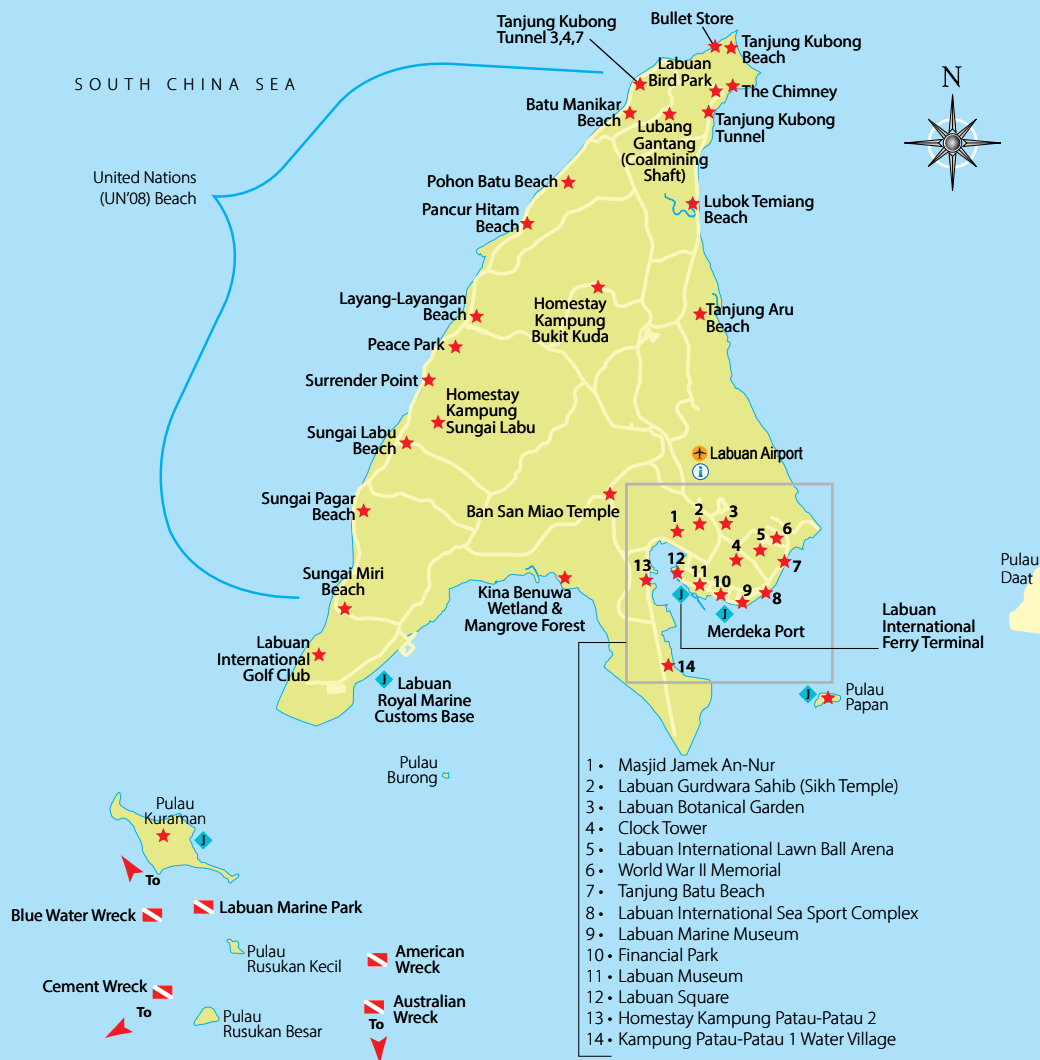 Bullet Store
Tanjung Kubong
Tunnel 3,4,7
Tanjung Kubong
Beach
SOUTH CHINA SEA
Labuan
Bird Park
N
The Chimney
Batu Manikar
Beach
Tanjung Kubong
Tunnel
Lubang
Gantang
(Coalmining
Shaft)
United Nations
(UN'08) Beach
Pohon Batu Beach
Pancur Hitam
Beach
Lubok Temiang
Beach
Layang-Layangan
Beach
Homestay
Kampung
Bukit Kuda
Tanjung Aru
Beach
Peace Park
Surrender Point
Homestay
Kampung
Sungai Labu
Sungai Labu
Beach
Labuan Airport
i
Sungai Pagar
Beach
Ban San Miao Temple
1
2
3
4
5
6
7
8
9
10
11
12
13
14
Pulau
Daat
Sungai Miri
Beach
Kina Benuwa
Wetland &
Mangrove Forest
J
J
Merdeka Port
Labuan
International
Ferry Terminal
Labuan
International
Golf Club
J
Labuan
Royal Marine
Customs Base
J
Pulau
Papan
Pulau
Burong
Pulau
Kuraman
J
To
Blue Water Wreck
Labuan Marine Park
Pulau
Rusukan Kecil
American
Wreck
Cement Wreck
To
Pulau
Rusukan Besar
Australian
Wreck
To
1 • Masjid Jamek An-Nur
2 • Labuan Gurdwara Sahib (Sikh Temple)
3 • Labuan Botanical Garden
4 • Clock Tower
5 • Labuan International Lawn Ball Arena
6 • World War II Memorial
7 • Tanjung Batu Beach
8 • Labuan International Sea Sport Complex
9 • Labuan Marine Museum
10 • Financial Park
11 • Labuan Museum
12 • Labuan Square
13 • Homestay Kampung Patau-Patau 2
14 • Kampung Patau-Patau 1 Water Village